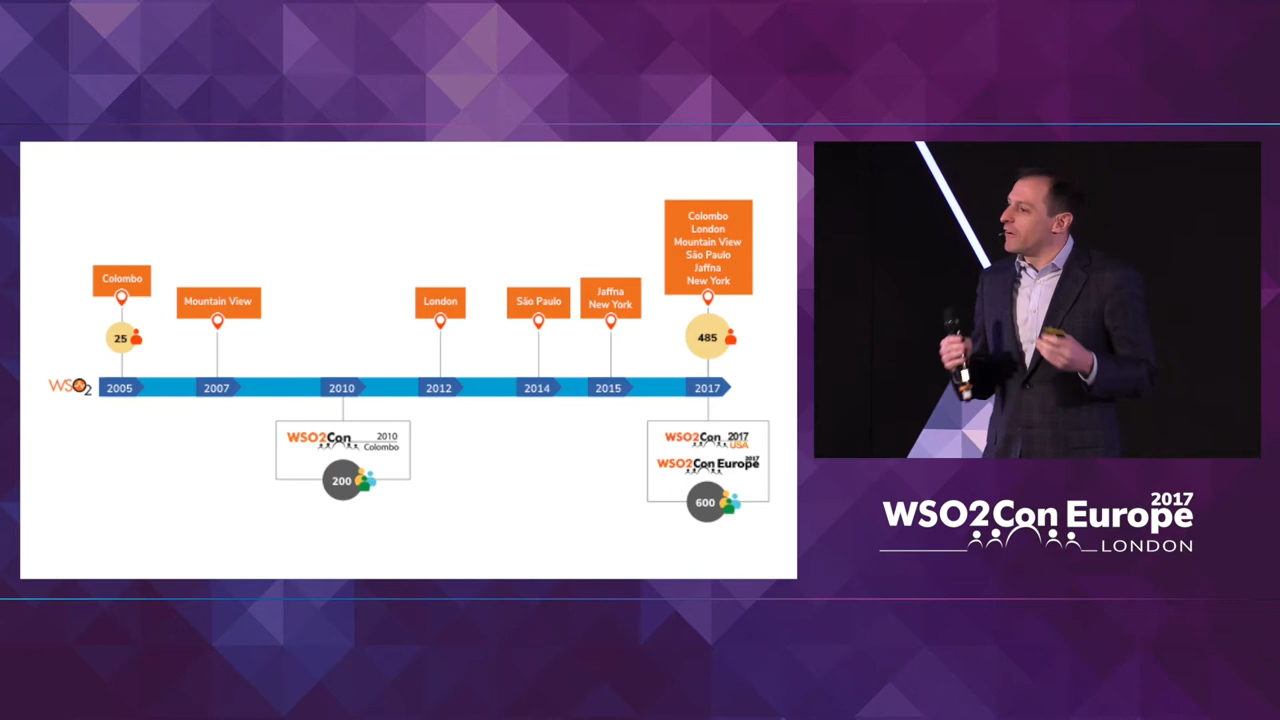 Colombo
Mountain View
London
São Paulo
Jaffna
New York
Colombo
London
Mountain View
São Paulo
Jaffna
New York
25
485
WSO2
2005
2007
2010
2012
2014
2015
2017
WSO2Con 2010
Colombo
200
WSO2Con 2017
USA
WSO2Con Europe 2017
600
2017
WSO2Con Europe
LONDON